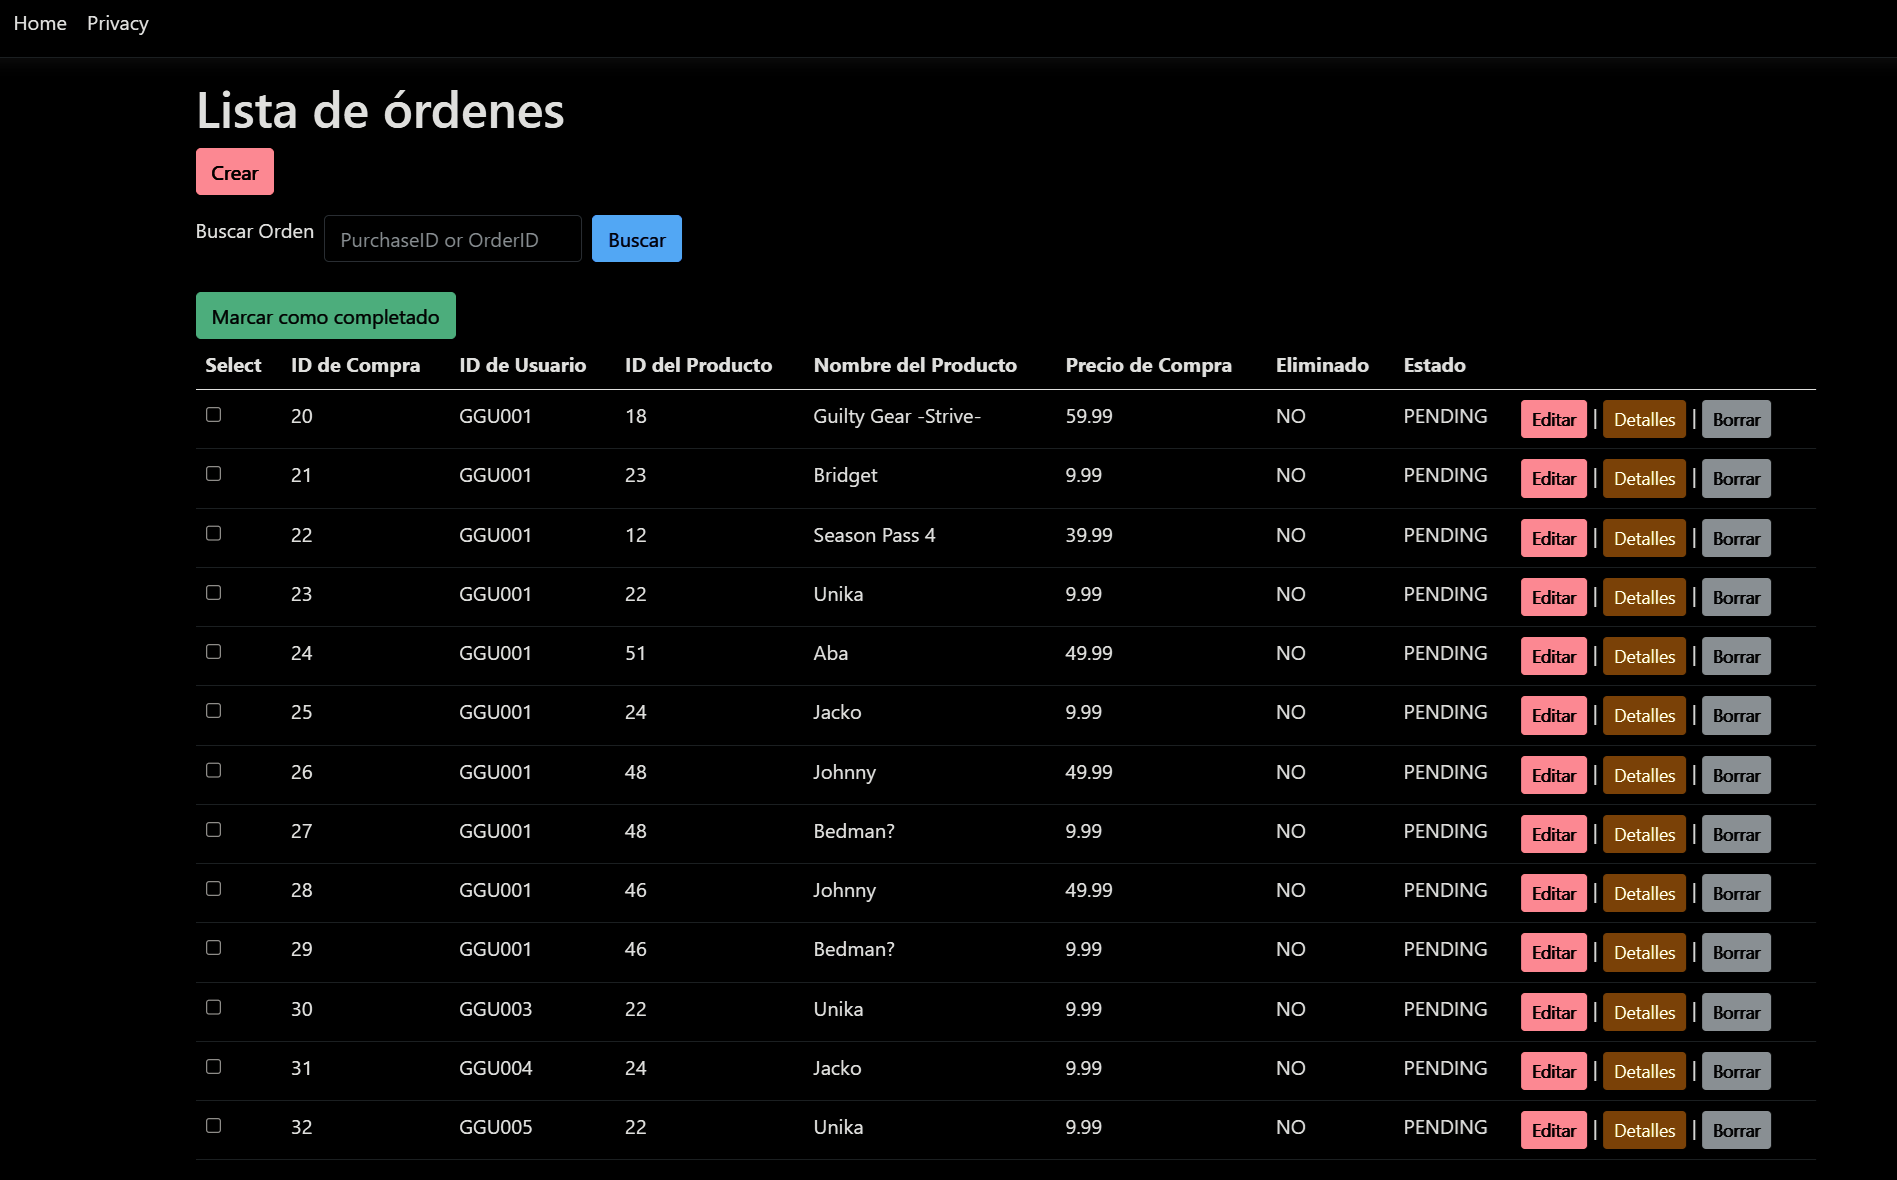 Home Privacy
Lista de órdenes
Crear
Buscar Orden PurchaseID or OrderID Buscar
Marcar como completado
Select ID de Compra ID de Usuario ID del Producto Nombre del Producto Precio de Compra Eliminado Estado
20 GGU001 18 Guilty Gear -Strive- 59.99 NO PENDING Editar | Detalles | Borrar
21 GGU001 23 Bridget 9.99 NO PENDING Editar | Detalles | Borrar
22 GGU001 12 Season Pass 4 39.99 NO PENDING Editar | Detalles | Borrar
23 GGU001 22 Unika 9.99 NO PENDING Editar | Detalles | Borrar
24 GGU001 51 Aba 49.99 NO PENDING Editar | Detalles | Borrar
25 GGU001 24 Jacko 9.99 NO PENDING Editar | Detalles | Borrar
26 GGU001 48 Johnny 49.99 NO PENDING Editar | Detalles | Borrar
27 GGU001 48 Bedman? 9.99 NO PENDING Editar | Detalles | Borrar
28 GGU001 46 Johnny 49.99 NO PENDING Editar | Detalles | Borrar
29 GGU001 46 Bedman? 9.99 NO PENDING Editar | Detalles | Borrar
30 GGU003 22 Unika 9.99 NO PENDING Editar | Detalles | Borrar
31 GGU004 24 Jacko 9.99 NO PENDING Editar | Detalles | Borrar
32 GGU005 22 Unika 9.99 NO PENDING Editar | Detalles | Borrar